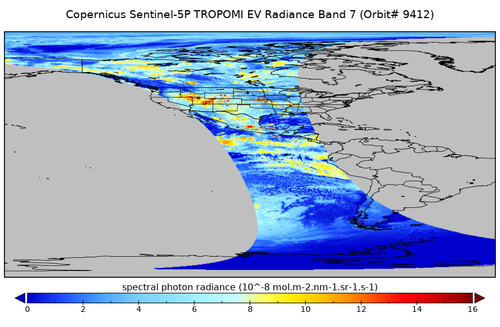 Copernicus Sentinel-5P TROPOMI EV Radiance Band 7 (Orbit# 9412)
spectral photon radiance (10^-8 mol.m-2.nm-1.sr-1.s-1)
0 2 4 6 8 10 12 14 16